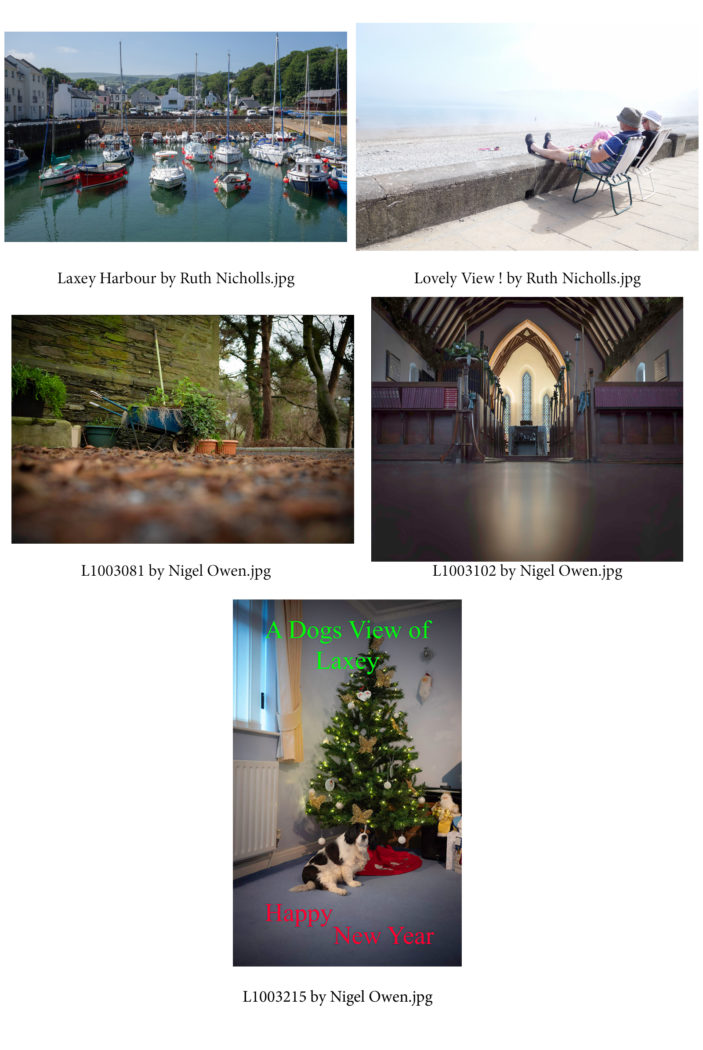 Laxey Harbour by Ruth Nicholls.jpg
Lovely View ! by Ruth Nicholls.jpg
L1003081 by Nigel Owen.jpg
L1003102 by Nigel Owen.jpg
A Dogs View of
Laxey
Happy
New Year
L1003215 by Nigel Owen.jpg